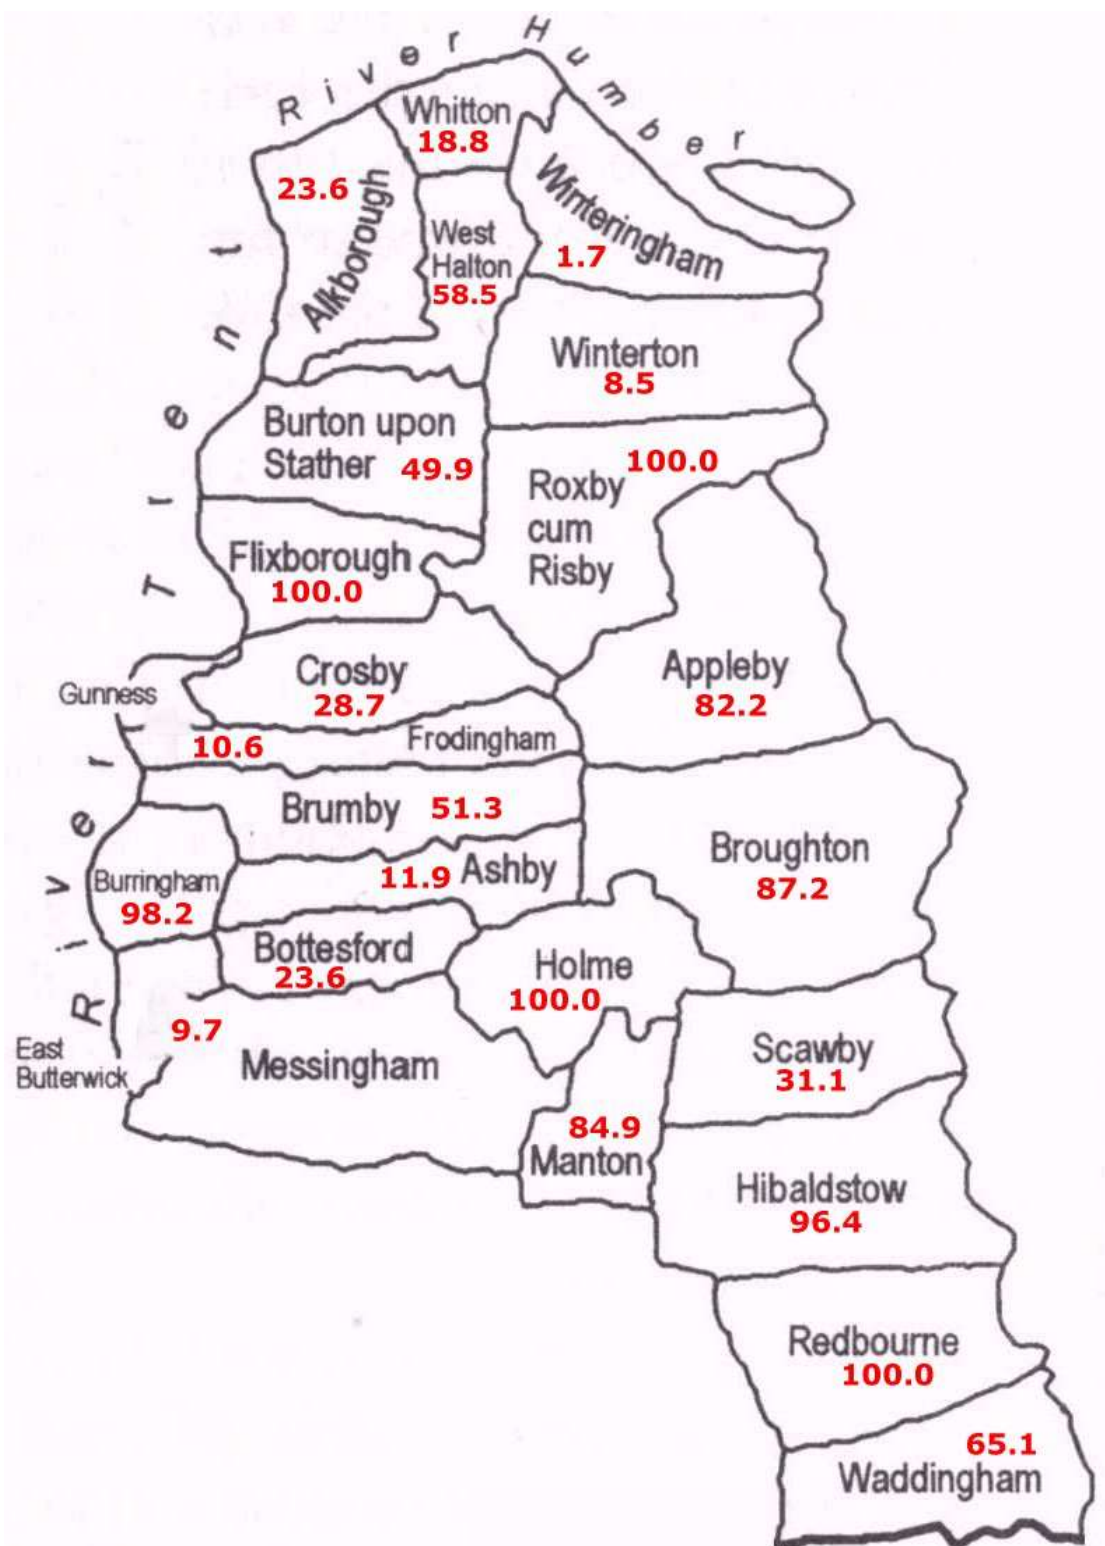 River Humber
Whitton
18.8
23.6
Alkborough
West
Halton
58.5
Winteringham
1.7
Winterton
8.5
Burton upon
Stather 49.9
100.0
Roxby
cum
Risby
Flixborough
100.0
River Trent
Gunness
Crosby
28.7
Appleby
82.2
10.6 Frodingham
Brumby 51.3
11.9 Ashby
Broughton
87.2
Burringham
98.2
Bottesford
23.6
Holme
100.0
9.7
East
Butterwick
Messingham
Scawby
31.1
84.9
Manton
Hibaldstow
96.4
Redbourne
100.0
65.1
Waddingham